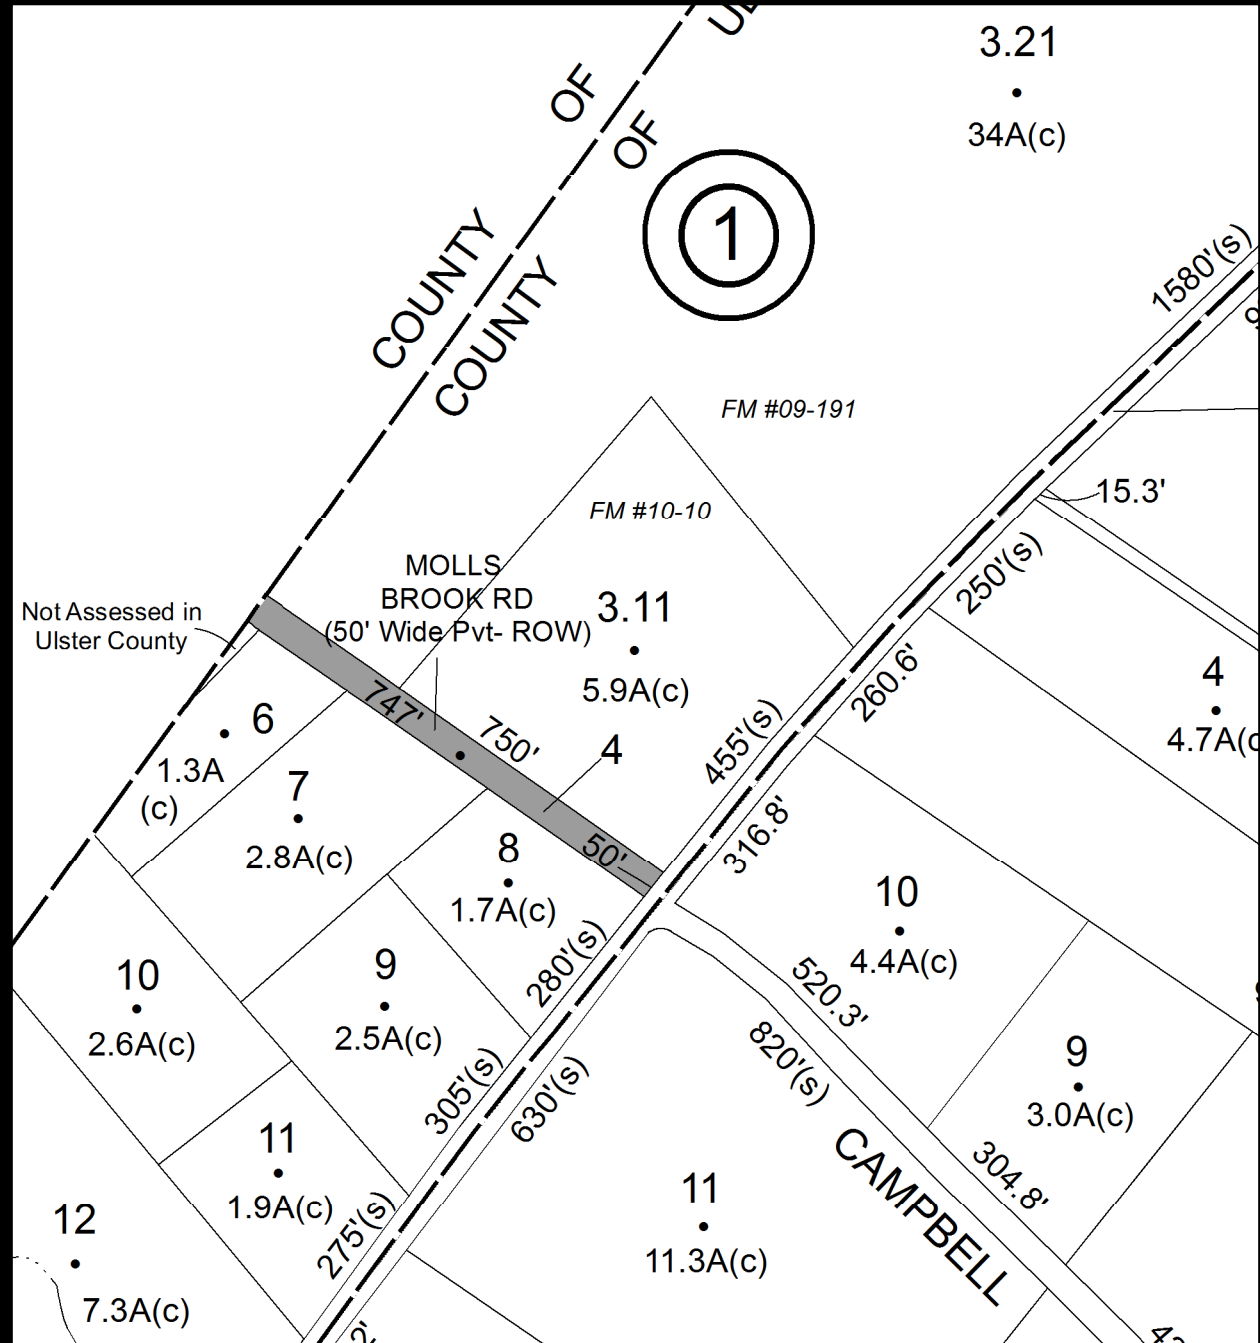 3.21
34A(c)
OF
OF
1
COUNTY
COUNTY
1580'(s)
FM #09-191
FM #10-10
15.3'
250'(s)
MOLLS
BROOK RD
(50' Wide Pvt- ROW)
3.11
5.9A(c)
Not Assessed in
Ulster County
260.6'
4
4.7A(c
747'
750'
4
455'(s)
6
1.3A
(c)
7
2.8A(c)
316.8'
50'
8
1.7A(c)
10
4.4A(c)
280'(s)
520.3'
10
2.6A(c)
9
2.5A(c)
820'(s)
9
3.0A(c)
305'(s)
630'(s)
CAMPBELL
304.8'
11
1.9A(c)
275'(s)
11
11.3A(c)
12
7.3A(c)